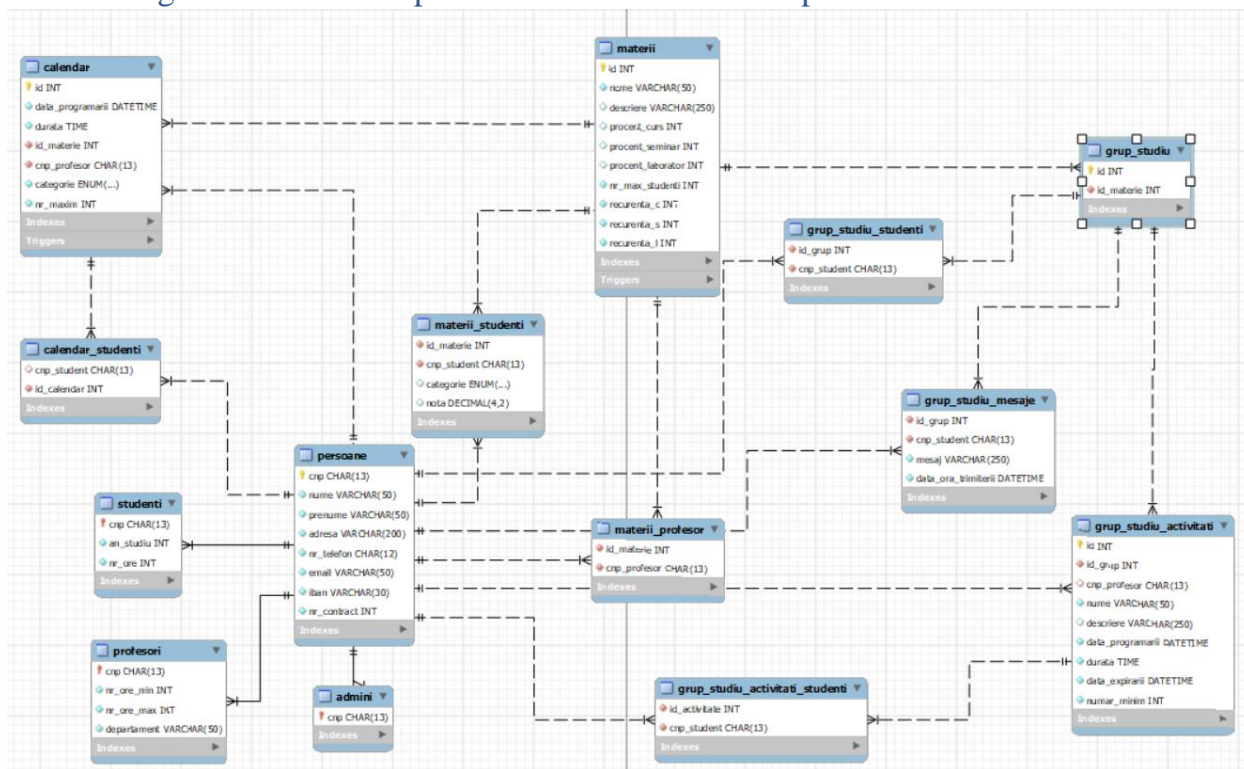 calendar
id INT
data_programarii DATETIME
durata TIME
id_materie INT
cnp_profesor CHAR(13)
categorie ENUM(...)
nr_maxim INT
Indexes
Triggers
materii
id INT
nume VARCHAR(50)
descriere VARCHAR(250)
procent_curs INT
procent_seminar INT
procent_laborator INT
nr_max_studenti INT
recurenta_c INT
recurenta_s INT
recurenta_l INT
Indexes
Triggers
grup_studiu
id INT
id_materie INT
Indexes
grup_studiu_studenti
id_grup INT
cnp_student CHAR(13)
Indexes
calendar_studenti
cnp_student CHAR(13)
id_calendar INT
Indexes
materii_studenti
id_materie INT
cnp_student CHAR(13)
categorie ENUM(...)
nota DECIMAL(4,2)
Indexes
grup_studiu_mesaje
id_grup INT
cnp_student CHAR(13)
mesaj VARCHAR(250)
data_ora_trimiterii DATETIME
Indexes
persoane
cnp CHAR(13)
nume VARCHAR(50)
prenume VARCHAR(50)
adresa VARCHAR(200)
nr_telefon CHAR(12)
email VARCHAR(50)
iban VARCHAR(30)
nr_contract INT
Indexes
studenti
cnp CHAR(13)
an_studiu INT
nr_ore INT
Indexes
materii_profesor
id_materie INT
cnp_profesor CHAR(13)
Indexes
grup_studiu_activitati
id INT
id_grup INT
cnp_profesor CHAR(13)
nume VARCHAR(50)
descriere VARCHAR(250)
data_programarii DATETIME
durata TIME
data_expirarii DATETIME
numar_minim INT
Indexes
profesori
cnp CHAR(13)
nr_ore_min INT
nr_ore_max INT
departament VARCHAR(50)
Indexes
admini
cnp CHAR(13)
Indexes
grup_studiu_activitati_studenti
id_activitate INT
cnp_student CHAR(13)
Indexes